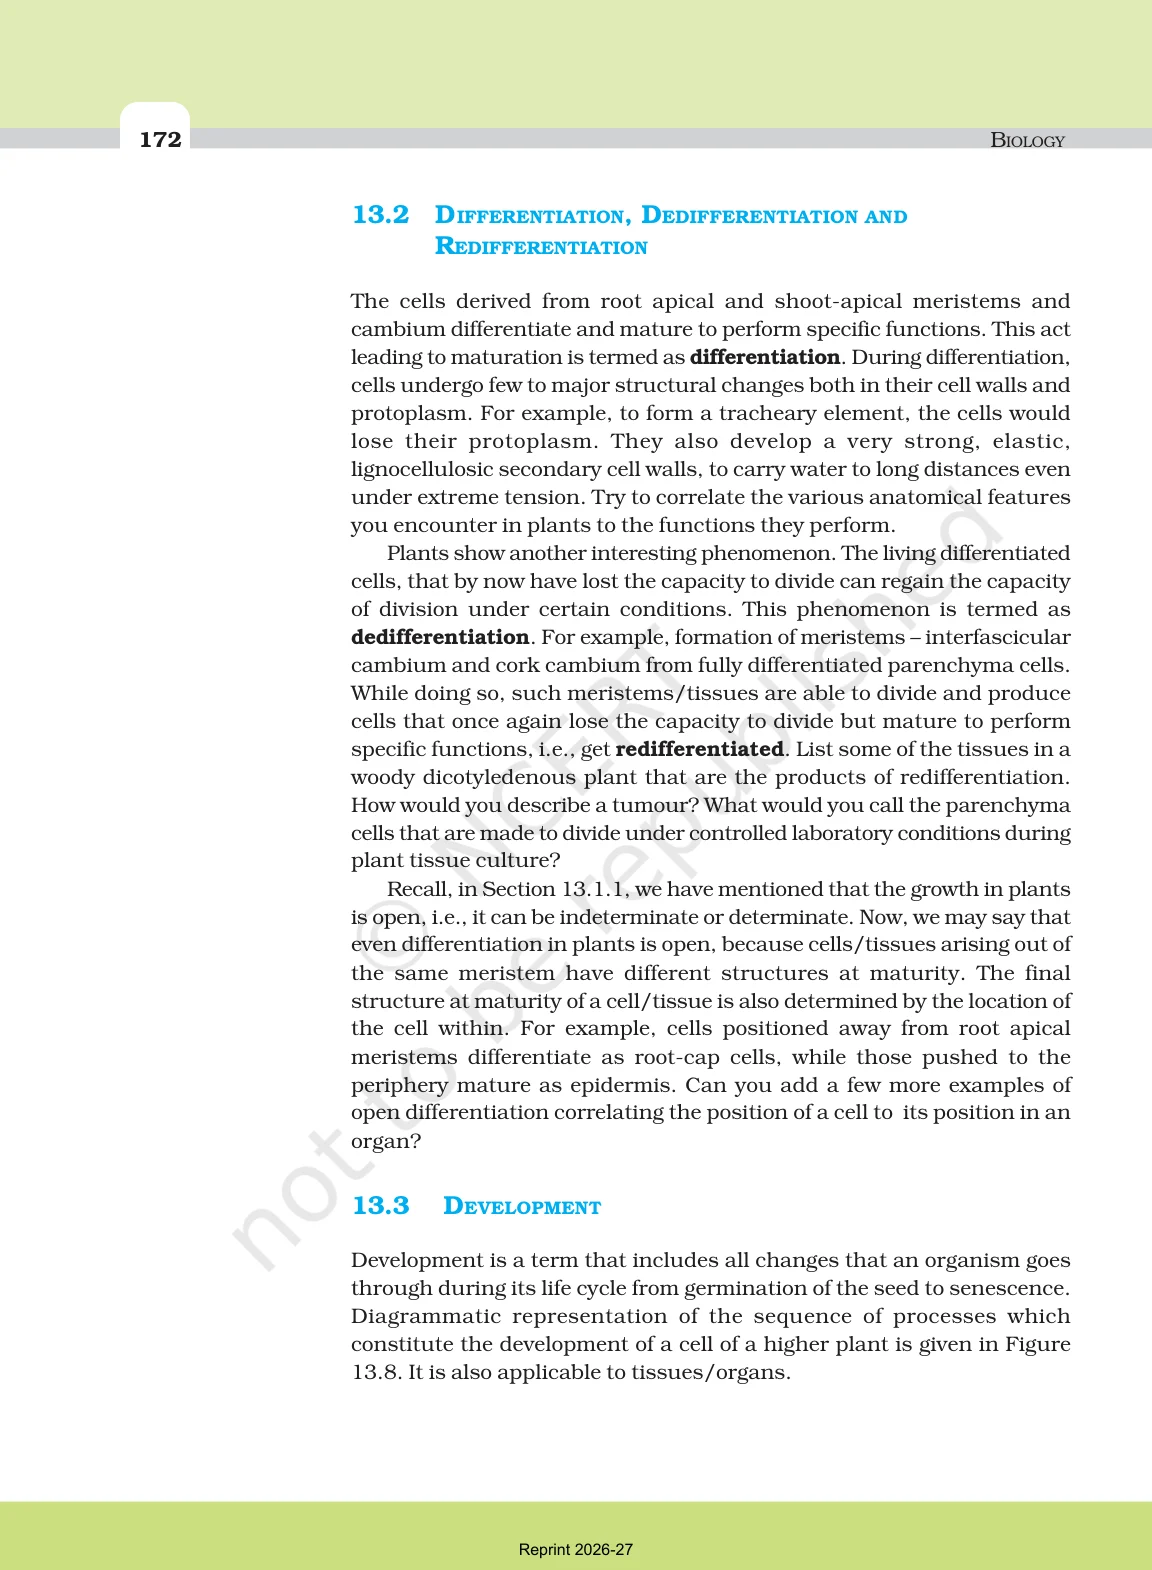 172
BIOLOGY
13.2 DIFFERENTIATION, DEDIFFERENTIATION AND
REDIFFERENTIATION
The cells derived from root apical and shoot-apical meristems and
cambium differentiate and mature to perform specific functions. This act
leading to maturation is termed as differentiation. During differentiation,
cells undergo few to major structural changes both in their cell walls and
protoplasm. For example, to form a tracheary element, the cells would
lose their protoplasm. They also develop a very strong, elastic,
lignocellulosic secondary cell walls, to carry water to long distances even
under extreme tension. Try to correlate the various anatomical features
you encounter in plants to the functions they perform.
Plants show another interesting phenomenon. The living differentiated
cells, that by now have lost the capacity to divide can regain the capacity
of division under certain conditions. This phenomenon is termed as
dedifferentiation. For example, formation of meristems – interfascicular
cambium and cork cambium from fully differentiated parenchyma cells.
While doing so, such meristems/tissues are able to divide and produce
cells that once again lose the capacity to divide but mature to perform
specific functions, i.e., get redifferentiated. List some of the tissues in a
woody dicotyledenous plant that are the products of redifferentiation.
How would you describe a tumour? What would you call the parenchyma
cells that are made to divide under controlled laboratory conditions during
plant tissue culture?
Recall, in Section 13.1.1, we have mentioned that the growth in plants
is open, i.e., it can be indeterminate or determinate. Now, we may say that
even differentiation in plants is open, because cells/tissues arising out of
the same meristem have different structures at maturity. The final
structure at maturity of a cell/tissue is also determined by the location of
the cell within. For example, cells positioned away from root apical
meristems differentiate as root-cap cells, while those pushed to the
periphery mature as epidermis. Can you add a few more examples of
open differentiation correlating the position of a cell to its position in an
organ?
13.3 DEVELOPMENT
Development is a term that includes all changes that an organism goes
through during its life cycle from germination of the seed to senescence.
Diagrammatic representation of the sequence of processes which
constitute the development of a cell of a higher plant is given in Figure
13.8. It is also applicable to tissues/organs.
© NCERT
not to be republished
Reprint 2026-27